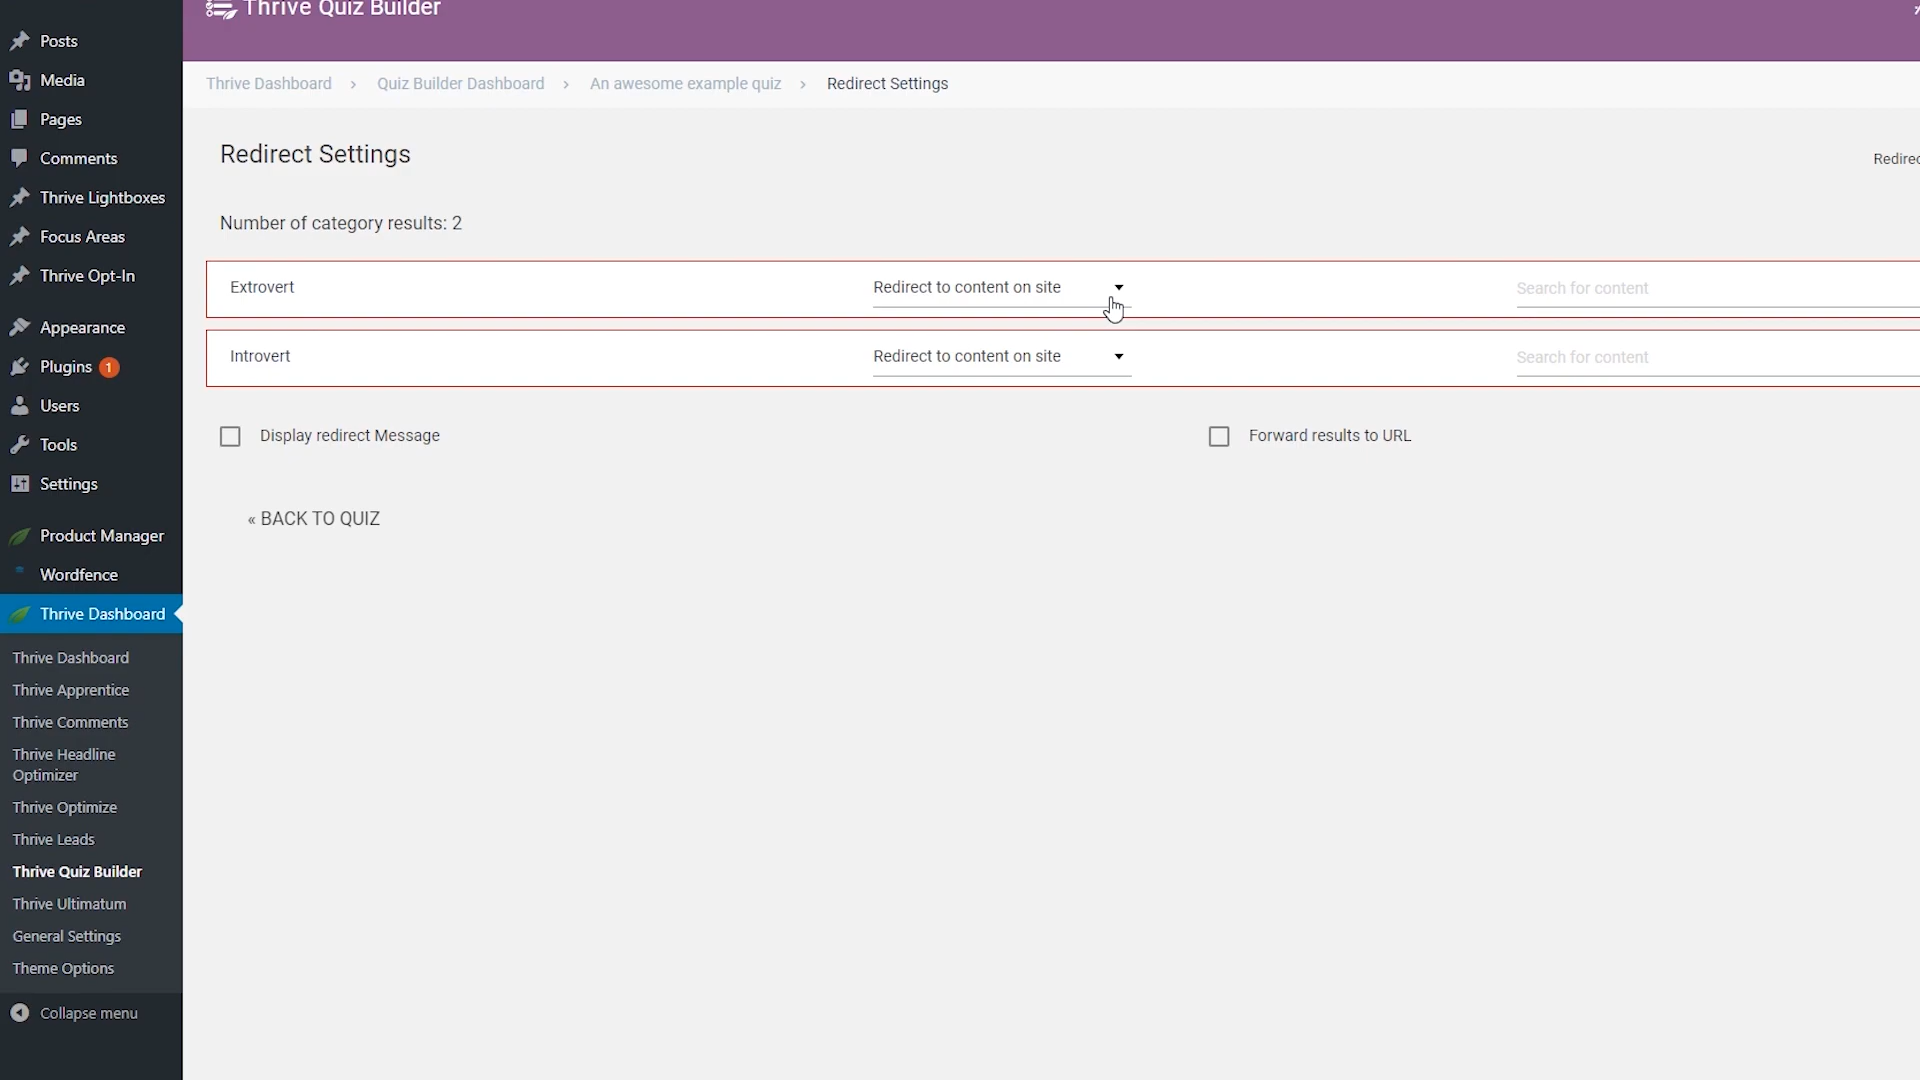 Thrive Quiz Builder
Posts
Media
Pages
Comments
Thrive Lightboxes
Focus Areas
Thrive Opt-In
Appearance
Plugins 1
Users
Tools
Settings
Product Manager
Wordfence
Thrive Dashboard
Thrive Dashboard
Thrive Apprentice
Thrive Comments
Thrive Headline
Optimizer
Thrive Optimize
Thrive Leads
Thrive Quiz Builder
Thrive Ultimatum
General Settings
Theme Options
Collapse menu
Thrive Dashboard > Quiz Builder Dashboard > An awesome example quiz > Redirect Settings
Redirect Settings
Redirec
Number of category results: 2
Extrovert Redirect to content on site Search for content
Introvert Redirect to content on site Search for content
Display redirect Message Forward results to URL
« BACK TO QUIZ